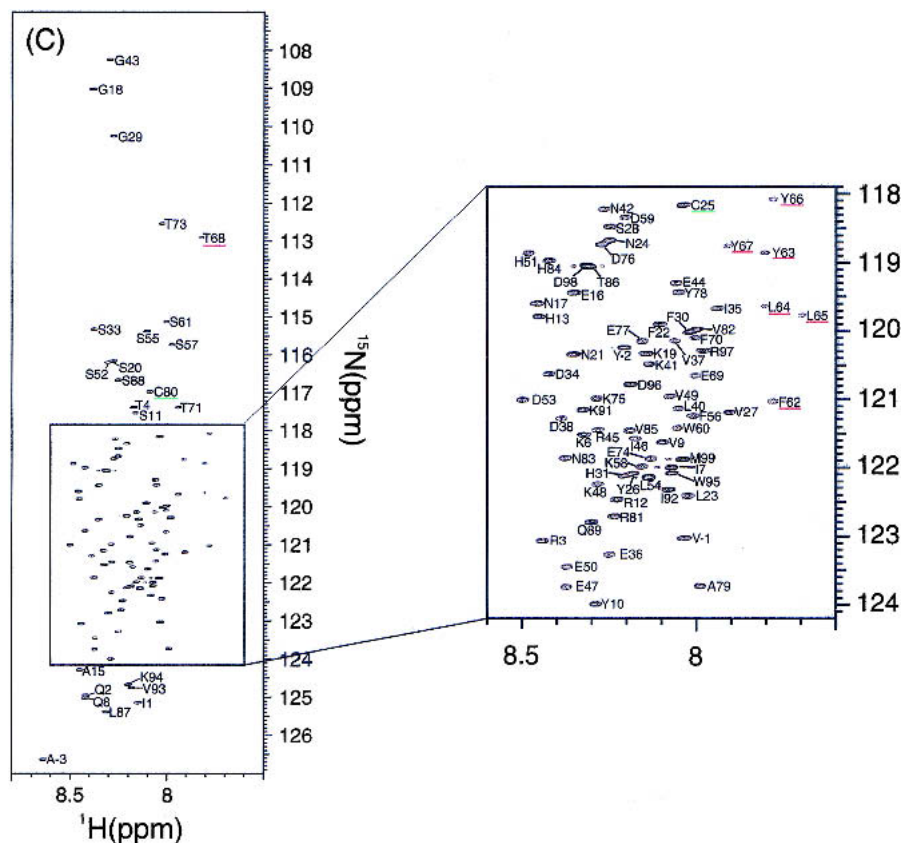 (C)
108
109
110
111
112
113
114
115
116
117
118
119
120
121
122
123
124
125
126
G43
G18
G29
T73
T68
S61
S33
S55
S57
S20
S52
S88
C80
T4
T71
S11
A15
K94
Q2
V93
Q8
I1
L87
A-3
8.5
8
¹H(ppm)
¹⁵N(ppm)
118
119
120
121
122
123
124
N42
C25
Y66
D59
S28
N24
Y67
Y63
D76
H51
H84
D98
T86
E44
E16
Y78
N17
I35
L64
H13
L65
F30
V82
E77
F22
F70
Y-2
K19
R97
N21
V37
K41
D34
E69
D96
D53
K75
V49
F62
K91
L40
V27
D38
F56
R45
V85
W60
K6
I46
V9
E74
N83
M99
K58
I7
H31
W95
K48
Y26
L54
I92
L23
R12
R81
Q89
R3
V-1
E36
E50
E47
A79
Y10
8.5
8